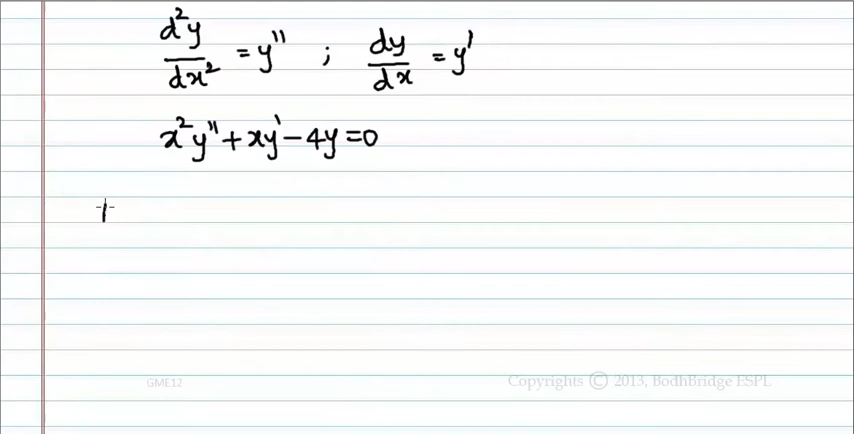 d²y/dx² = y'' ; dy/dx = y'
x²y'' + xy' − 4y = 0
GME12
Copyrights © 2013, BodhBridge ESPL